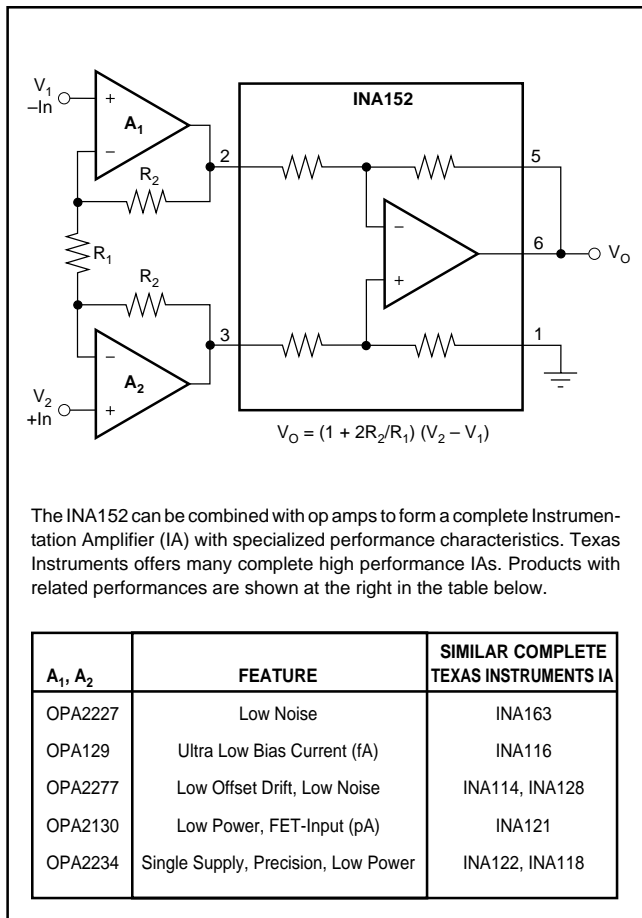 V1
–In
+
A1
–
R2
R1
R2
–
A2
+
V2
+In
INA152
2
5
–
+
6
VO
3
1
VO = (1 + 2R2/R1) (V2 – V1)
The INA152 can be combined with op amps to form a complete Instrumen-
tation Amplifier (IA) with specialized performance characteristics. Texas
Instruments offers many complete high performance IAs. Products with
related performances are shown at the right in the table below.
A1, A2 FEATURE SIMILAR COMPLETE TEXAS INSTRUMENTS IA
OPA2227 Low Noise INA163
OPA129 Ultra Low Bias Current (fA) INA116
OPA2277 Low Offset Drift, Low Noise INA114, INA128
OPA2130 Low Power, FET-Input (pA) INA121
OPA2234 Single Supply, Precision, Low Power INA122, INA118